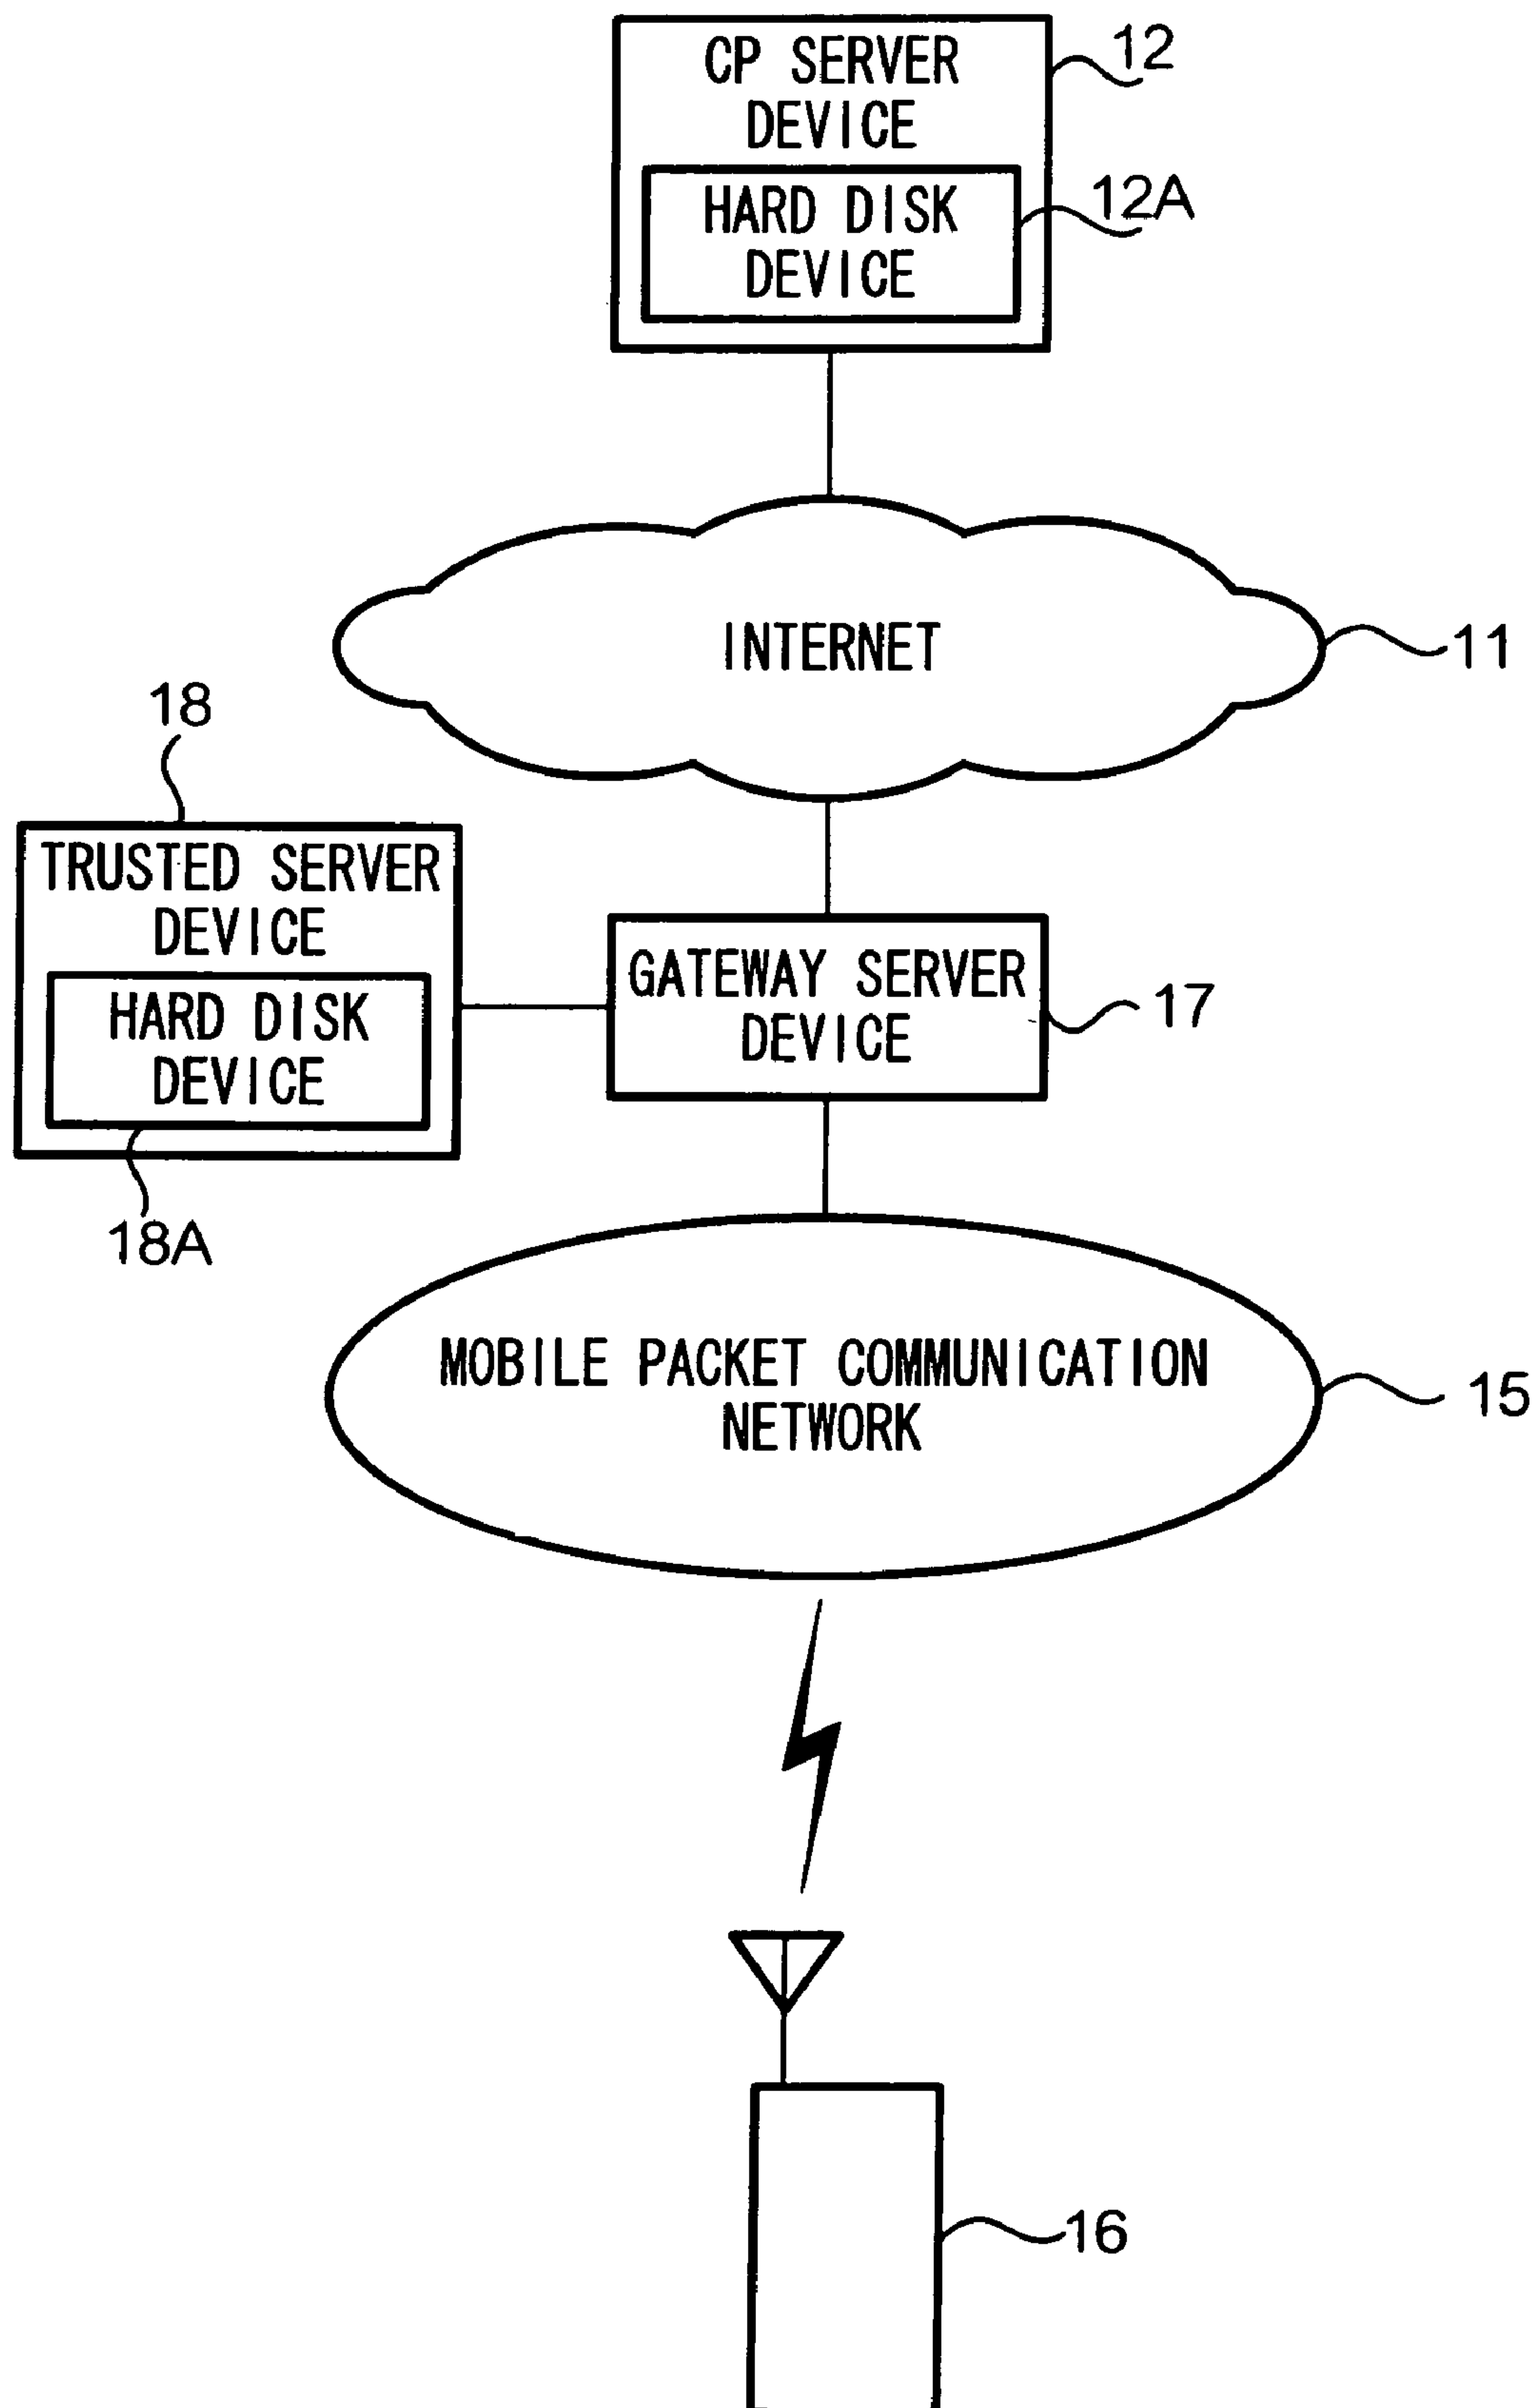 CP SERVER
DEVICE
12
HARD DISK
DEVICE
12A
INTERNET
11
18
TRUSTED SERVER
DEVICE
HARD DISK
DEVICE
18A
GATEWAY SERVER
DEVICE
17
MOBILE PACKET COMMUNICATION
NETWORK
15
16